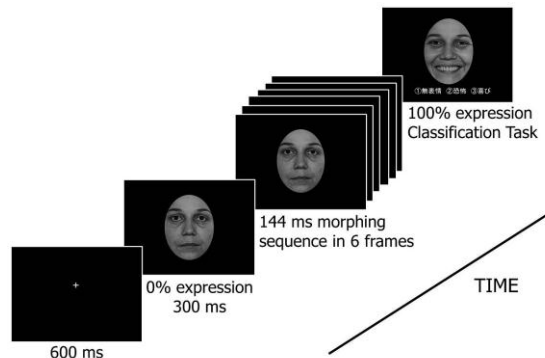 ①無表情 ②恐怖 ③喜び
100% expression
Classification Task
144 ms morphing
sequence in 6 frames
0% expression
300 ms
600 ms
TIME